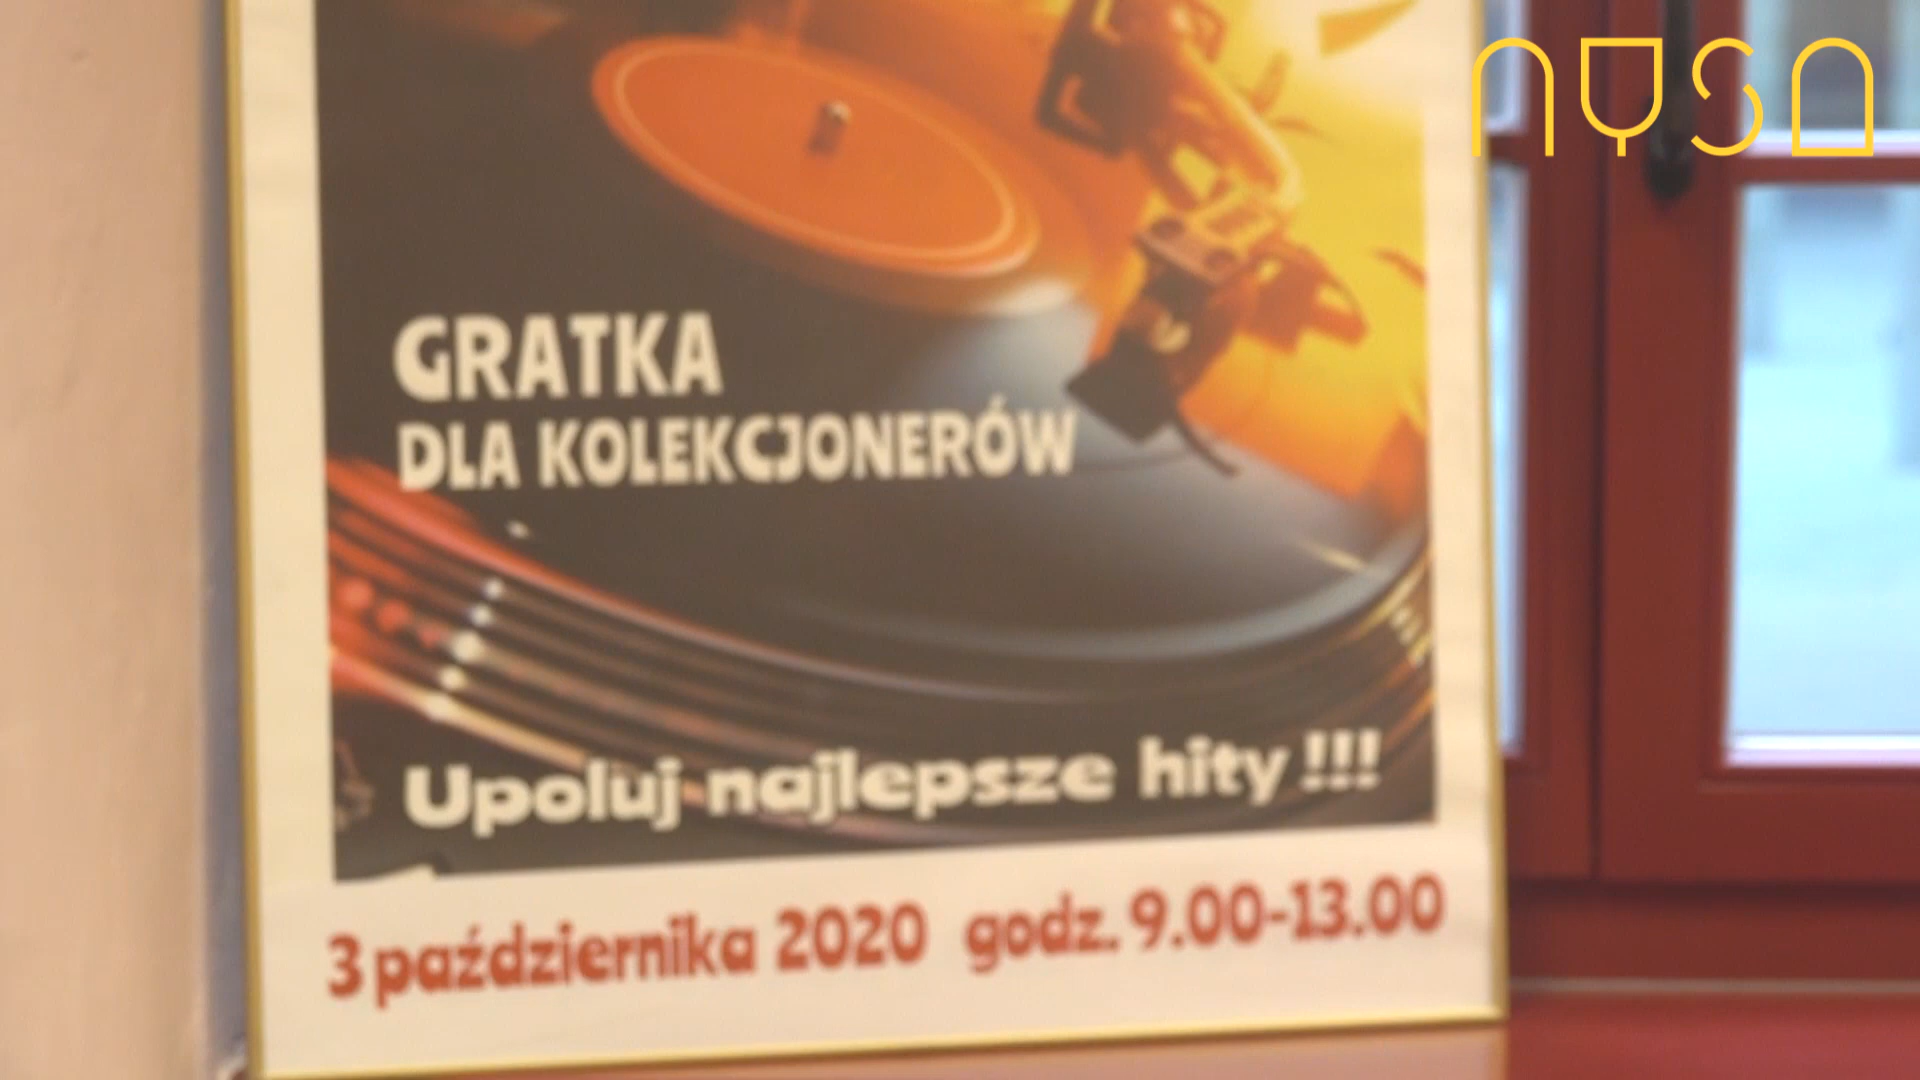 NYSA
GRATKA
DLA KOLEKCJONERÓW
Upoluj najlepsze hity !!!
3 października 2020 godz. 9.00-13.00